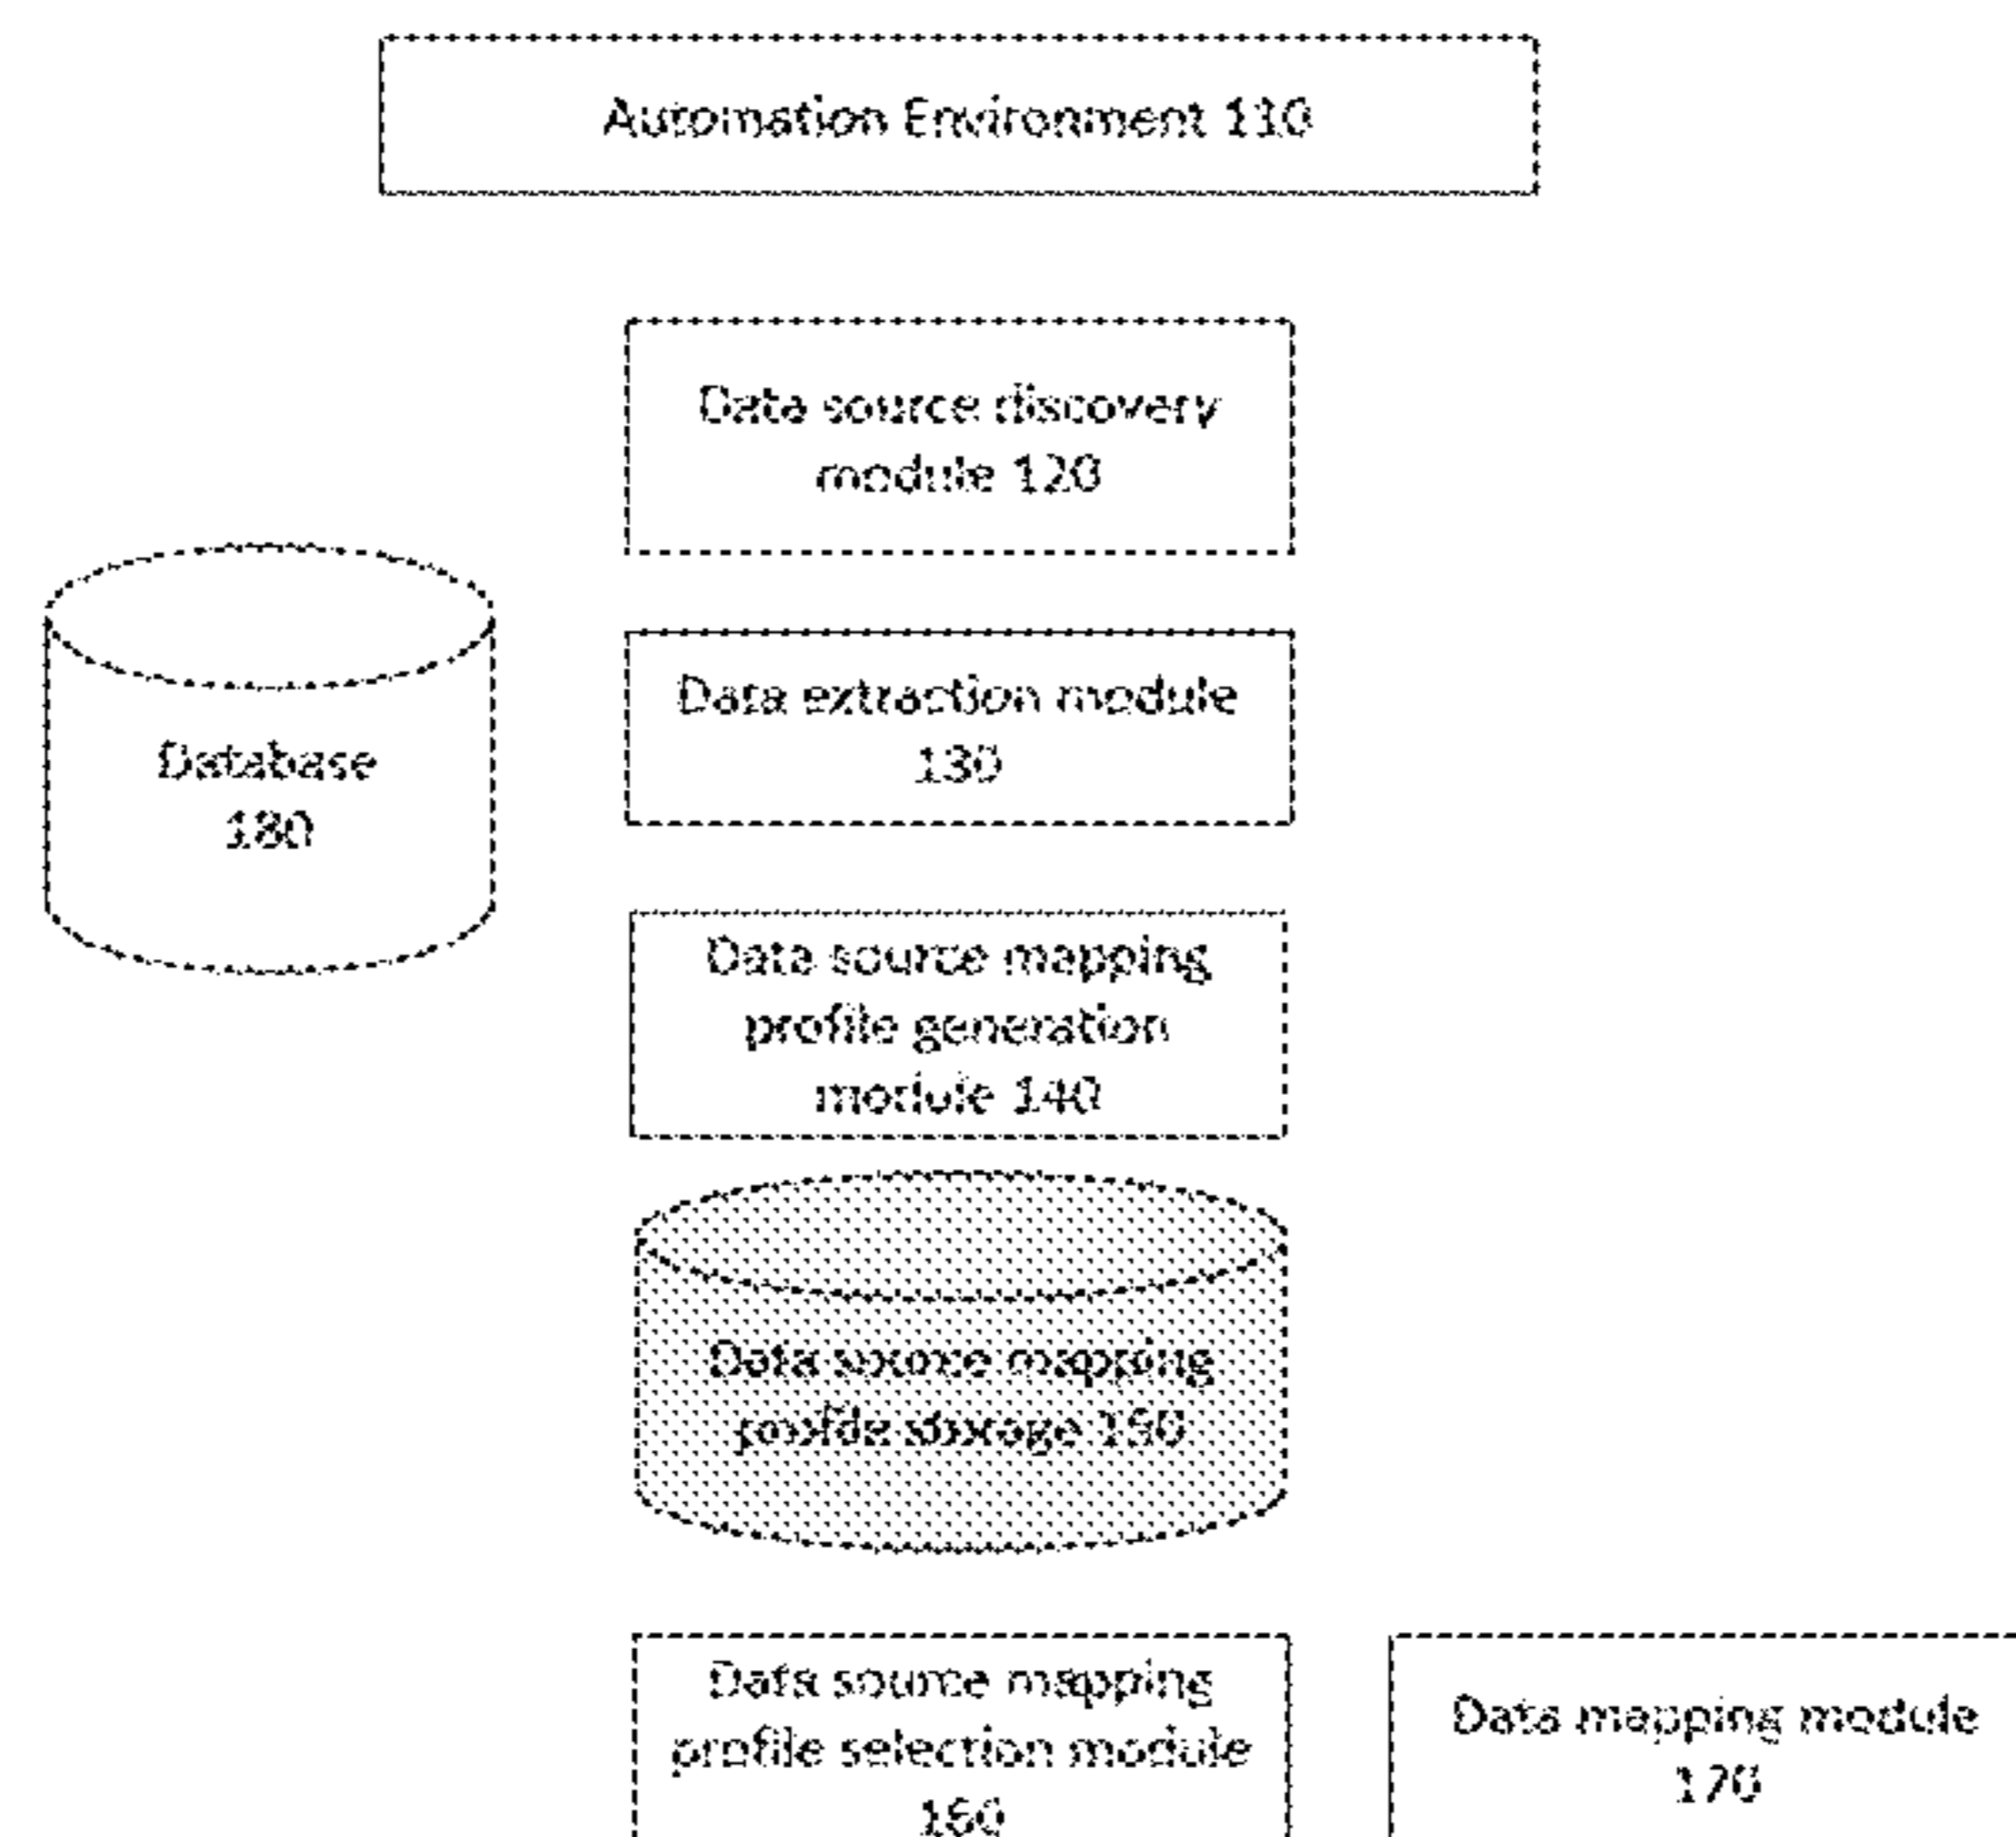 Automation Environment 110
Data source discovery
module 120
Data extraction module
130
Database
180
Data source mapping
profile generation
module 140
Data source mapping
profile storage 150
Data source mapping
profile selection module
160
Data mapping module
170